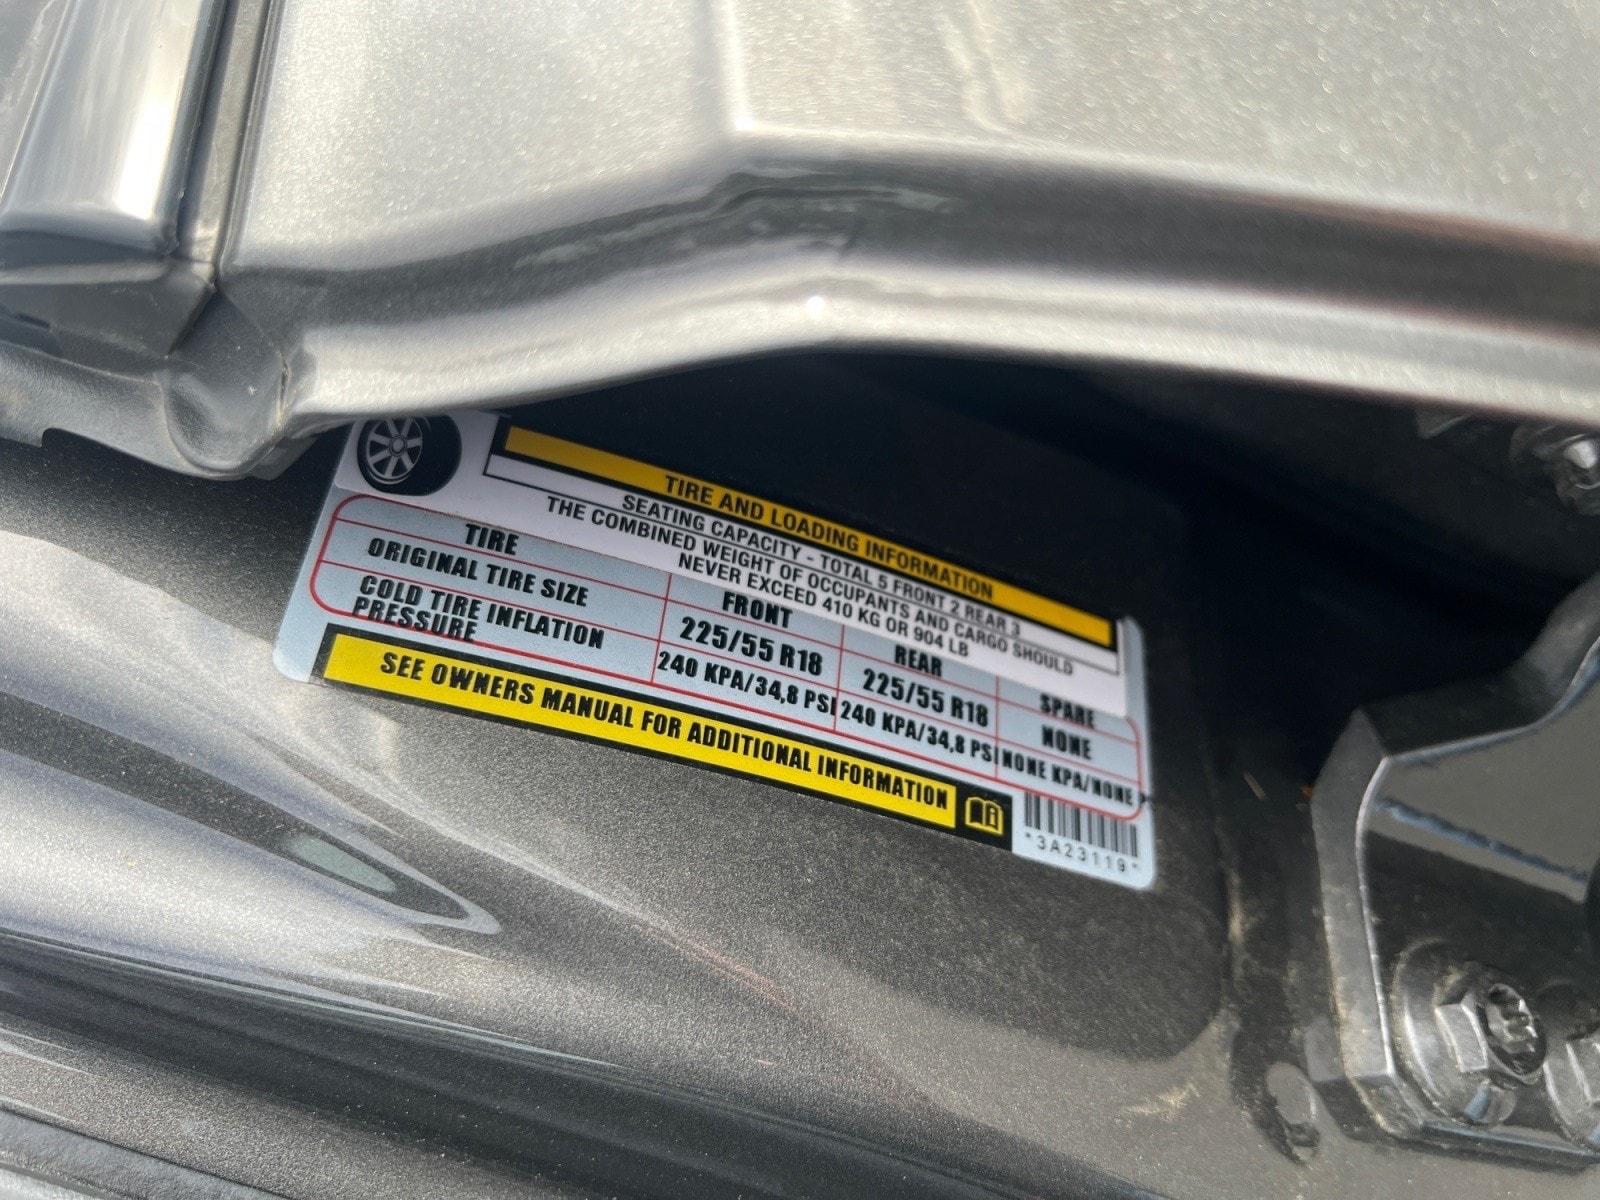 TIRE AND LOADING INFORMATION
SEATING CAPACITY - TOTAL 5 FRONT 2 REAR 3
THE COMBINED WEIGHT OF OCCUPANTS AND CARGO SHOULD
NEVER EXCEED 410 KG OR 904 LB
TIRE FRONT REAR SPARE
ORIGINAL TIRE SIZE 225/55 R18 225/55 R18 NONE
COLD TIRE INFLATION
PRESSURE 240 KPA/34,8 PSI 240 KPA/34,8 PSI NONE KPA/NONE
SEE OWNERS MANUAL FOR ADDITIONAL INFORMATION
*3A23119*